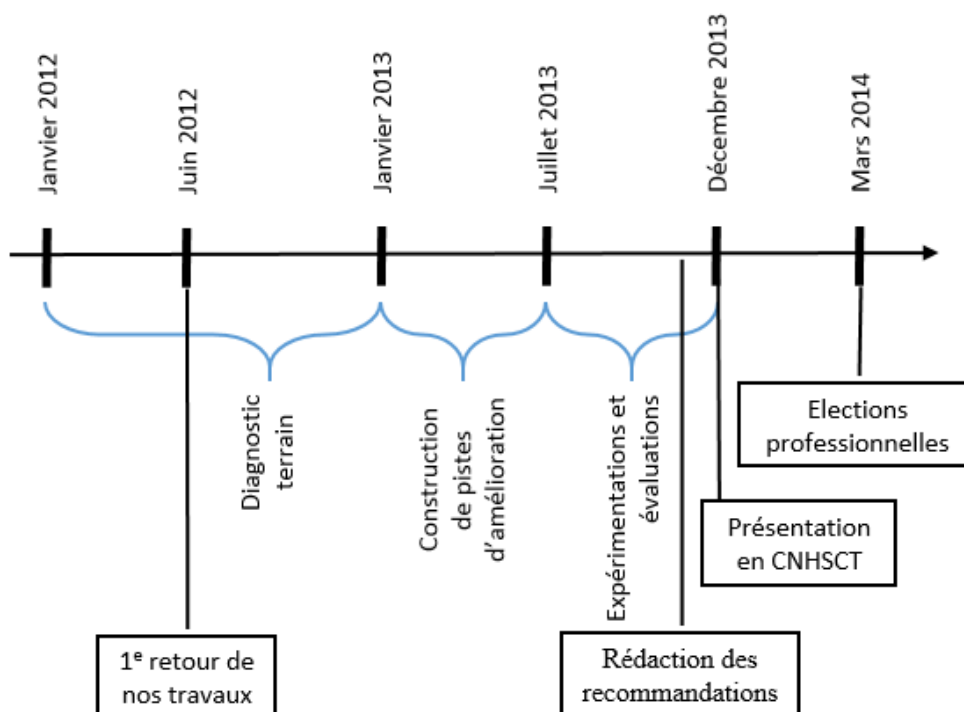 Janvier 2012
Juin 2012
Janvier 2013
Juillet 2013
Décembre 2013
Mars 2014
Diagnostic
terrain
Construction
de pistes
d'amélioration
Expérimentations et
évaluations
Elections
professionnelles
Présentation
en CNHSCT
1e retour de
nos travaux
Rédaction des
recommandations